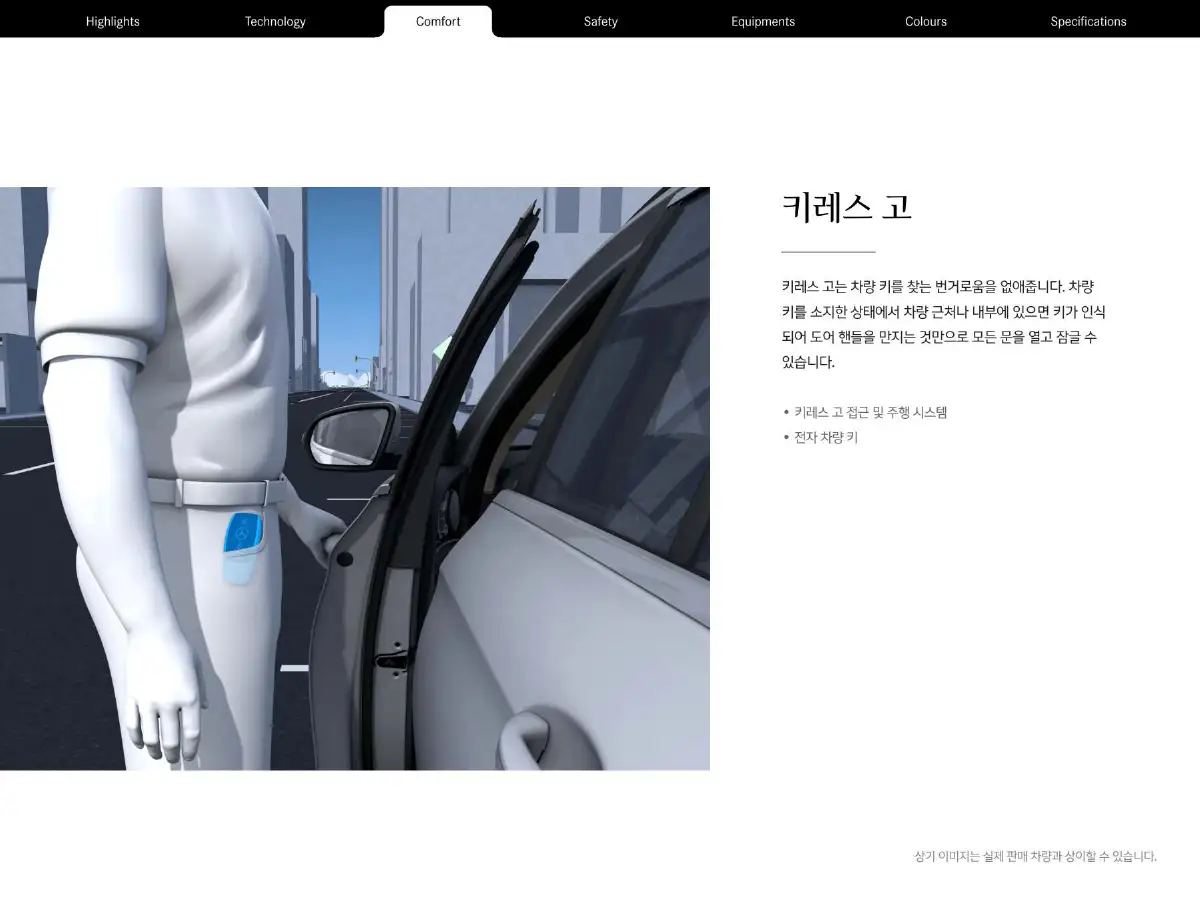 Highlights
Technology
Comfort
Safety
Equipments
Colours
Specifications
키레스 고
키레스 고는 차량 키를 찾는 번거로움을 없애줍니다. 차량
키를 소지한 상태에서 차량 근처나 내부에 있으면 키가 인식
되어 도어 핸들을 만지는 것만으로 모든 문을 열고 잠글 수
있습니다.
• 키레스 고 접근 및 주행 시스템
• 전자 차량 키
상기 이미지는 실제 판매 차량과 상이할 수 있습니다.